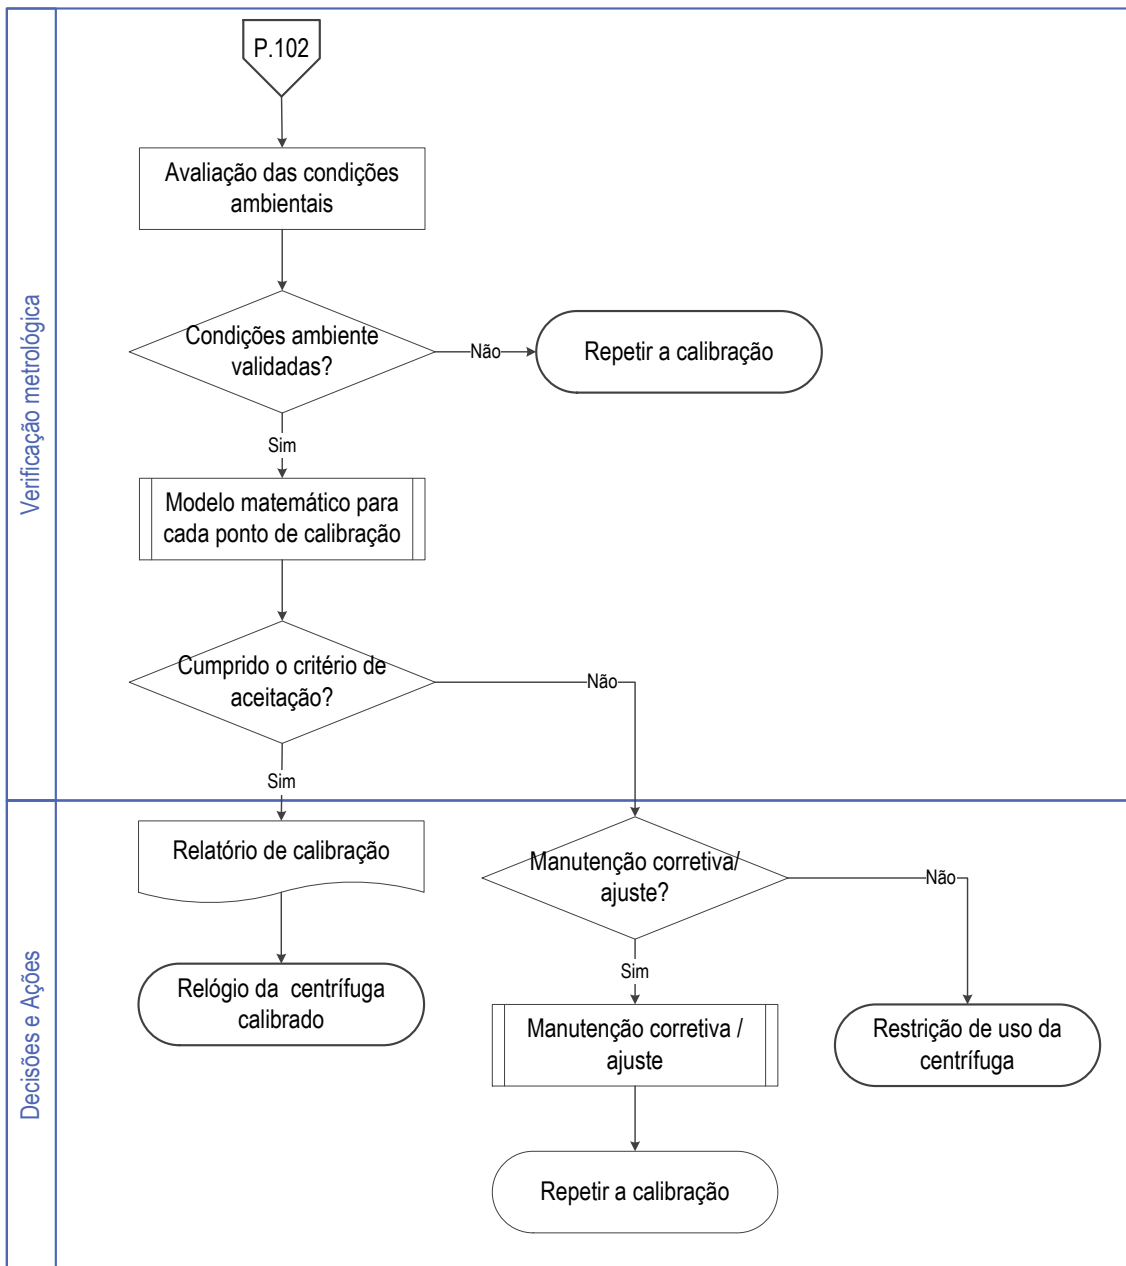 P.102
Avaliação das condições
ambientais
Verificação metrológica
Condições ambiente
validadas?
Não
Repetir a calibração
Sim
Modelo matemático para
cada ponto de calibração
Cumprido o critério de
aceitação?
Não
Sim
Decisões e Ações
Relatório de calibração
Manutenção corretiva/
ajuste?
Não
Relógio da centrífuga
calibrado
Sim
Manutenção corretiva /
ajuste
Restrição de uso da
centrífuga
Repetir a calibração